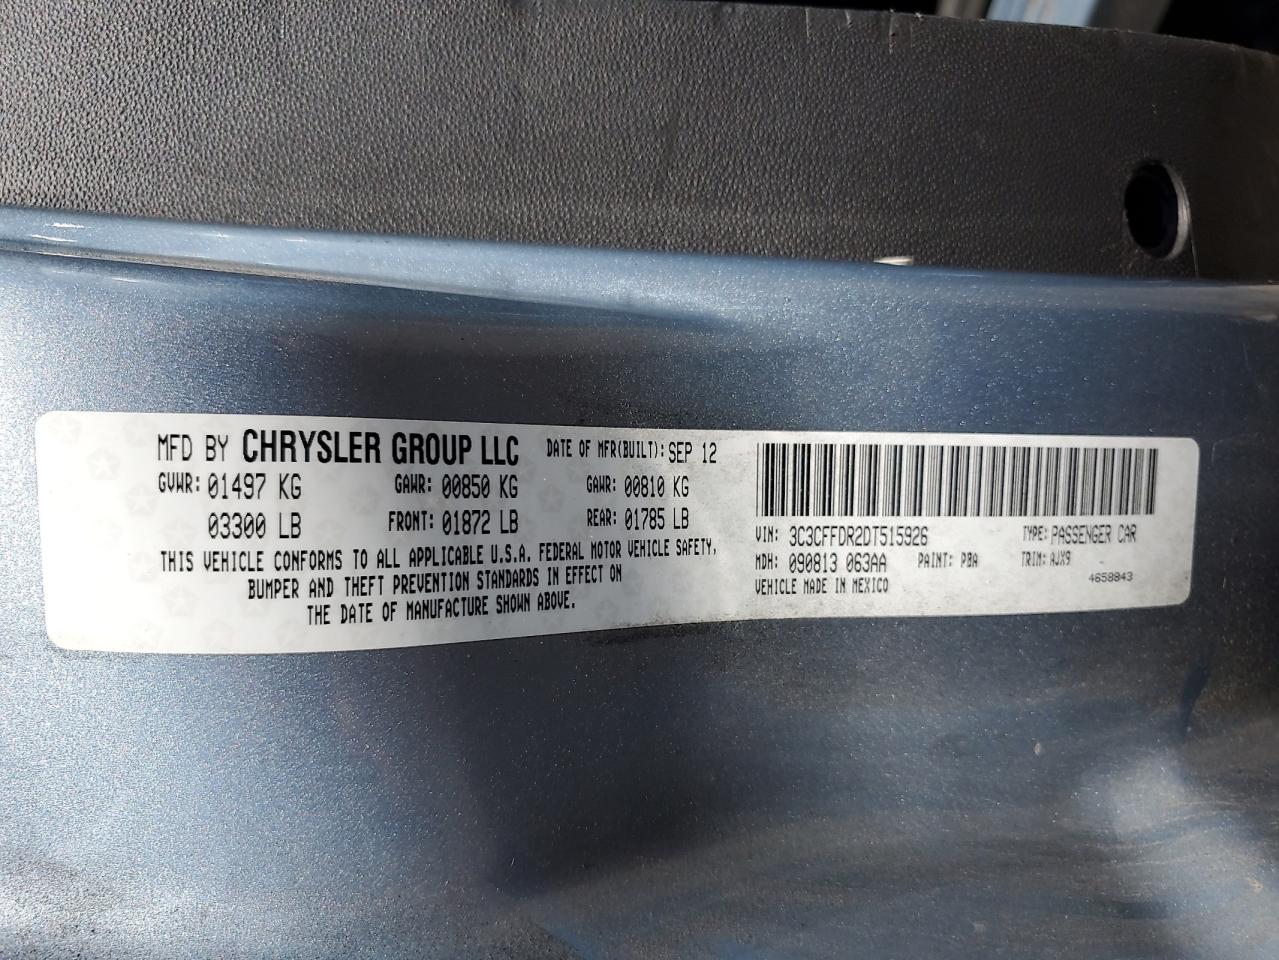 MFD BY CHRYSLER GROUP LLC DATE OF MFR(BUILT): SEP 12
GVWR: 01497 KG GAWR: 00850 KG GAWR: 00810 KG
03300 LB FRONT: 01872 LB REAR: 01785 LB
THIS VEHICLE CONFORMS TO ALL APPLICABLE U.S.A. FEDERAL MOTOR VEHICLE SAFETY,
BUMPER AND THEFT PREVENTION STANDARDS IN EFFECT ON
THE DATE OF MANUFACTURE SHOWN ABOVE.
VIN: 3C3CFFDR2DT515926 TYPE: PASSENGER CAR
MDH: 090813 063AA PAINT: PBA TRIM: AJX9
VEHICLE MADE IN MEXICO 4658843